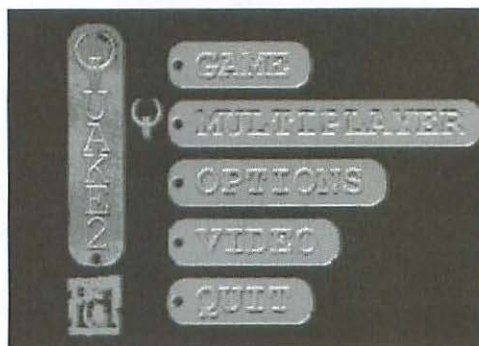 QUAKE2
id
GAME
MULTIPLAYER
OPTIONS
VIDEO
QUIT